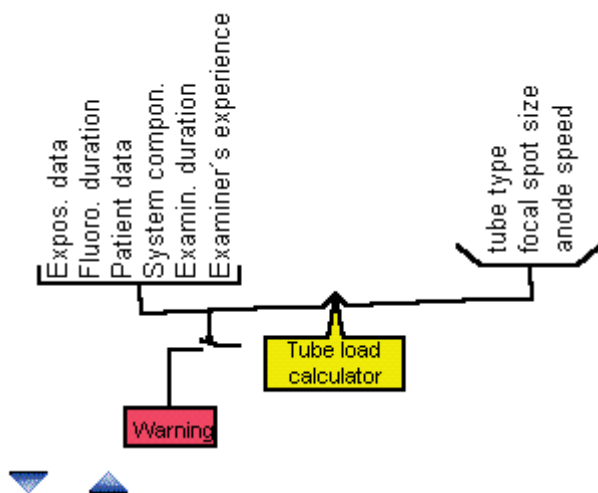 Expos. data
Fluoro. duration
Patient data
System compon.
Examin. duration
Examiner´s experience
tube type
focal spot size
anode speed
Tube load
calculator
Warning